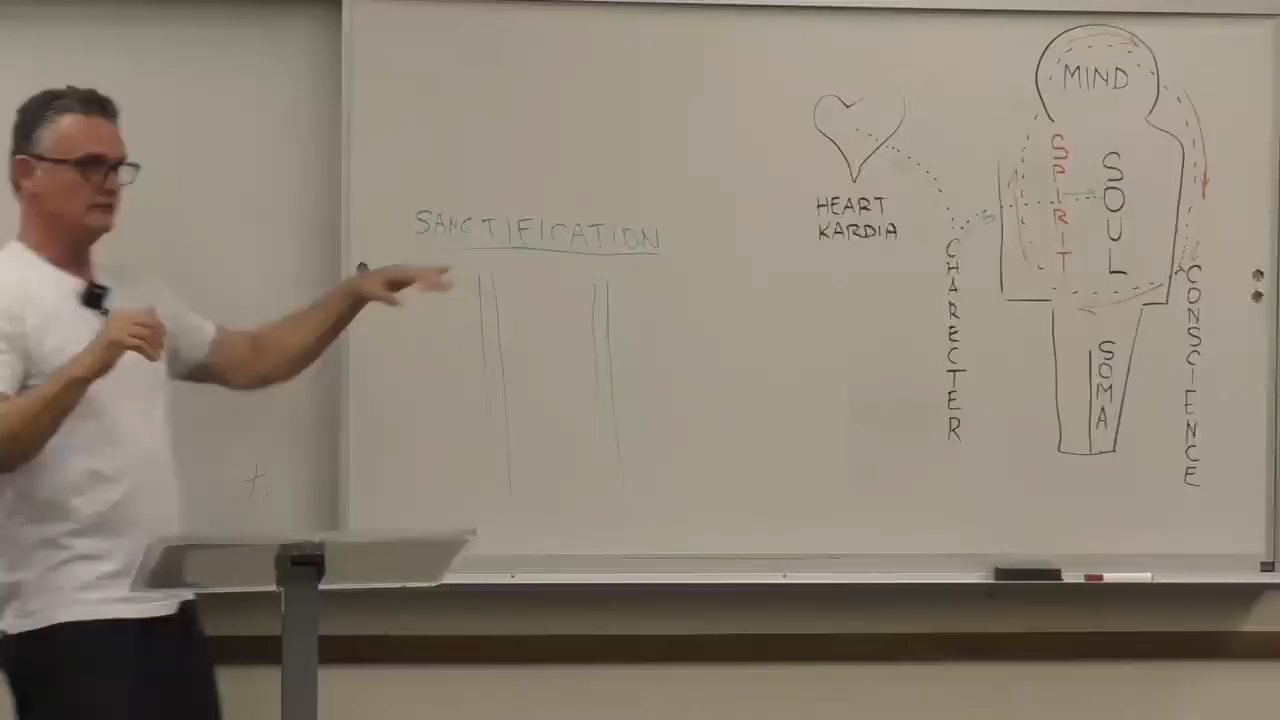 SANCTIFICATION
HEART
KARDIA
CHARECTER
MIND
SPIRIT
SOUL
SOMA
CONSCIENCE